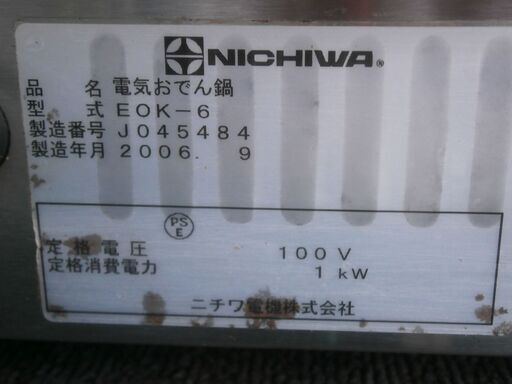 NICHIWA®
品名 電気おでん鍋
型式 EOK-6
製造番号 J045484
製造年月 2006. 9
PS
E
定格電圧 100V
定格消費電力 1kW
ニチワ電機株式会社